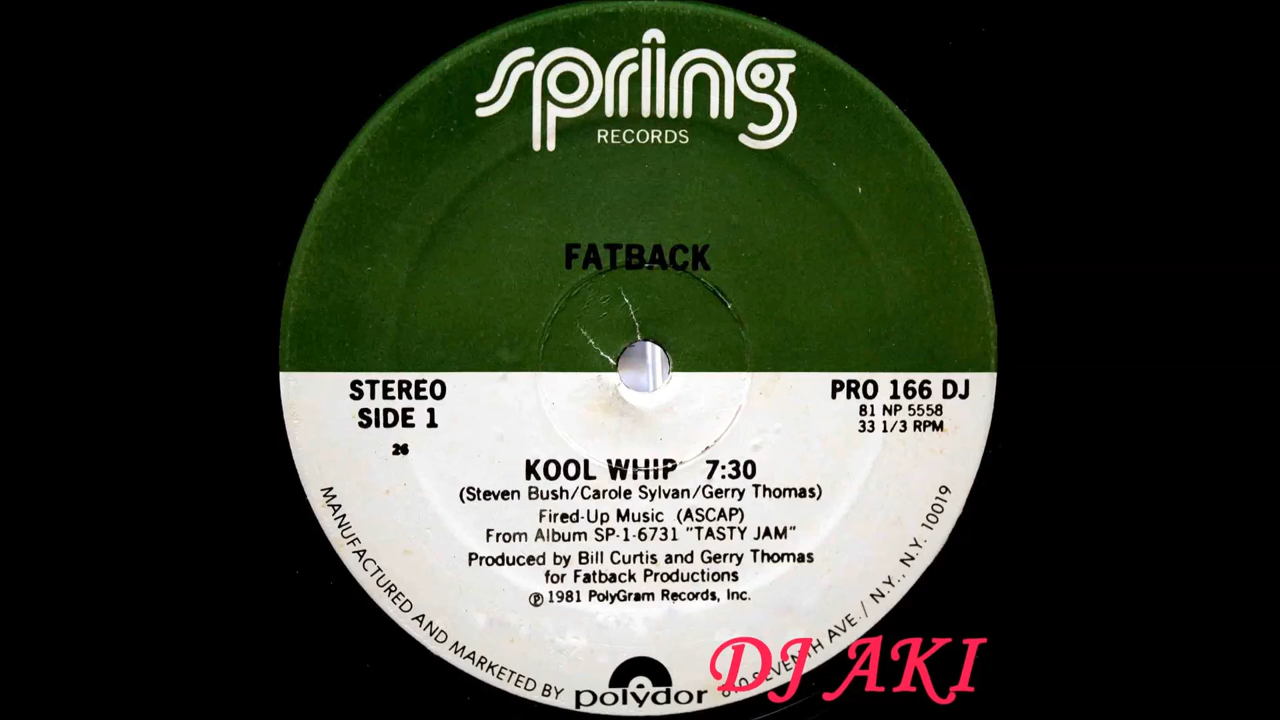 spring
RECORDS
FATBACK
STEREO
SIDE 1
26
PRO 166 DJ
81 NP 5558
33 1/3 RPM
KOOL WHIP 7:30
(Steven Bush/Carole Sylvan/Gerry Thomas)
Fired-Up Music (ASCAP)
From Album SP-1-6731 "TASTY JAM"
Produced by Bill Curtis and Gerry Thomas
for Fatback Productions
℗ 1981 PolyGram Records, Inc.
MANUFACTURED AND MARKETED BY polydor SEVENTH AVE./ N.Y., N.Y. 10019
DJ AKI